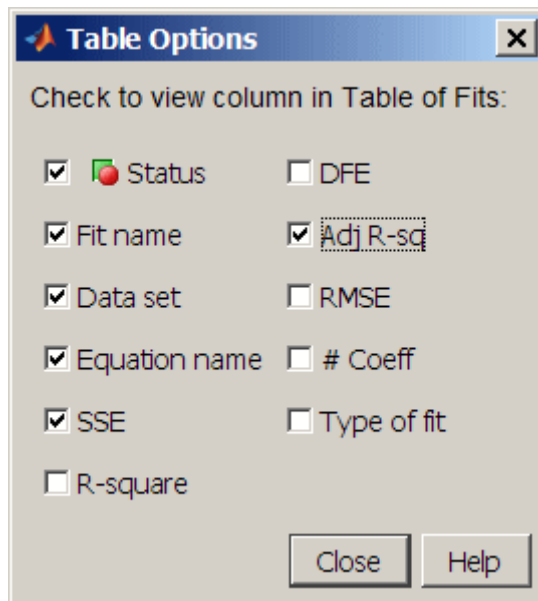 Table Options
Check to view column in Table of Fits:
Status
DFE
Fit name
Adj R-sq
Data set
RMSE
Equation name
# Coeff
SSE
Type of fit
R-square
Close
Help